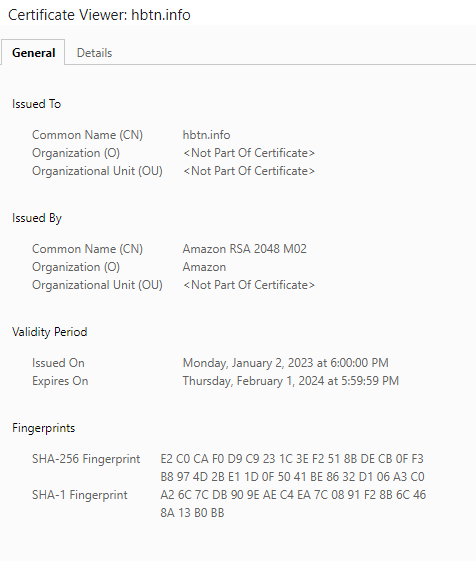 Certificate Viewer: hbtn.info
General Details
Issued To
Common Name (CN) hbtn.info
Organization (O) <Not Part Of Certificate>
Organizational Unit (OU) <Not Part Of Certificate>
Issued By
Common Name (CN) Amazon RSA 2048 M02
Organization (O) Amazon
Organizational Unit (OU) <Not Part Of Certificate>
Validity Period
Issued On Monday, January 2, 2023 at 6:00:00 PM
Expires On Thursday, February 1, 2024 at 5:59:59 PM
Fingerprints
SHA-256 Fingerprint E2 C0 CA F0 D9 C9 23 1C 3E F2 51 8B DE CB 0F F3
B8 97 4D 2B E1 1D 0F 50 41 BE 86 32 D1 06 A3 C0
SHA-1 Fingerprint A2 6C 7C DB 90 9E AE C4 EA 7C 08 91 F2 8B 6C 46
8A 13 B0 BB